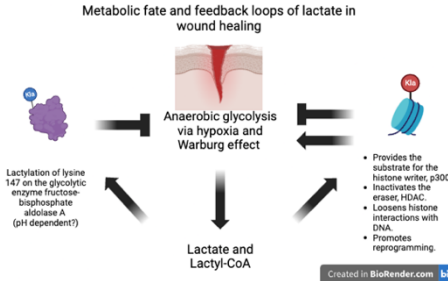 Metabolic fate and feedback loops of lactate in
wound healing
Kla
Kla
Anaerobic glycolysis
via hypoxia and
Warburg effect
Lactylation of lysine
147 on the glycolytic
enzyme fructose-
bisphosphate
aldolase A
(pH dependent?)
• Provides the
substrate for the
histone writer, p300.
• Inactivates the
eraser, HDAC.
• Loosens histone
interactions with
DNA.
• Promotes
reprogramming.
Lactate and
Lactyl-CoA
Created in BioRender.com